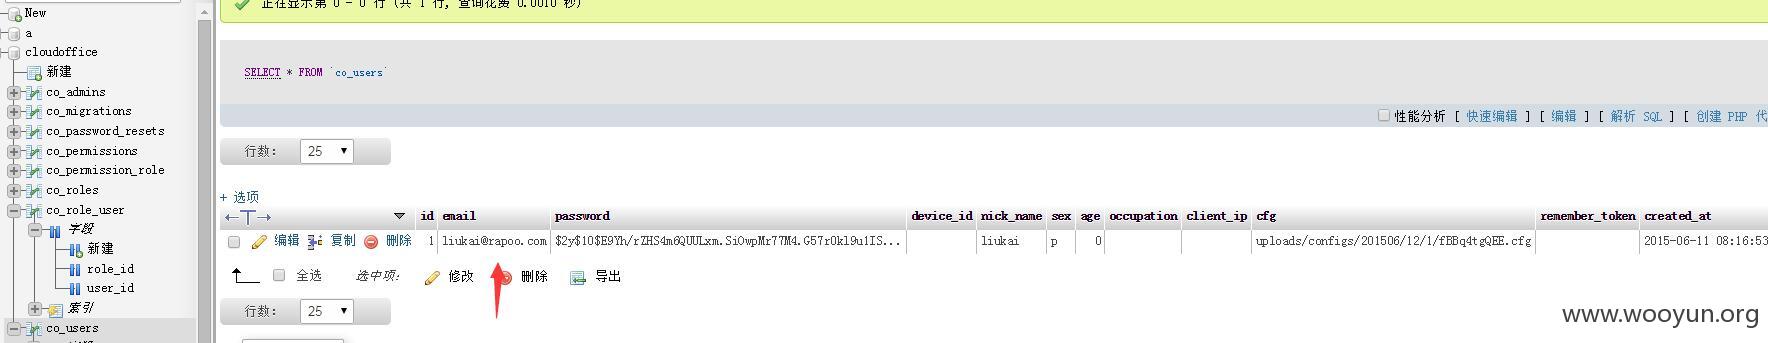 New
a
cloudoffice
新建
co_admins
co_migrations
co_password_resets
co_permissions
co_permission_role
co_roles
co_role_user
字段
新建
role_id
user_id
索引
co_users
正在显示第 0 - 0 行 (共 1 行, 查询花费 0.0010 秒)
SELECT * FROM `co_users`
性能分析 [ 快速编辑 ] [ 编辑 ] [ 解析 SQL ] [ 创建 PHP 代
行数: 25
+ 选项
←T→ id email password device_id nick_name sex age occupation client_ip cfg remember_token created_at
编辑 复制 删除 1 liukai@rapoo.com $2y$10$E9Yh/rZHS4m6QUULxm.SiOwpMr77M4.G57r0kl9u1IS... liukai p 0 uploads/configs/201506/12/1/fBBq4tgQEE.cfg 2015-06-11 08:16:53
全选 选中项: 修改 删除 导出
行数: 25
www.wooyun.org